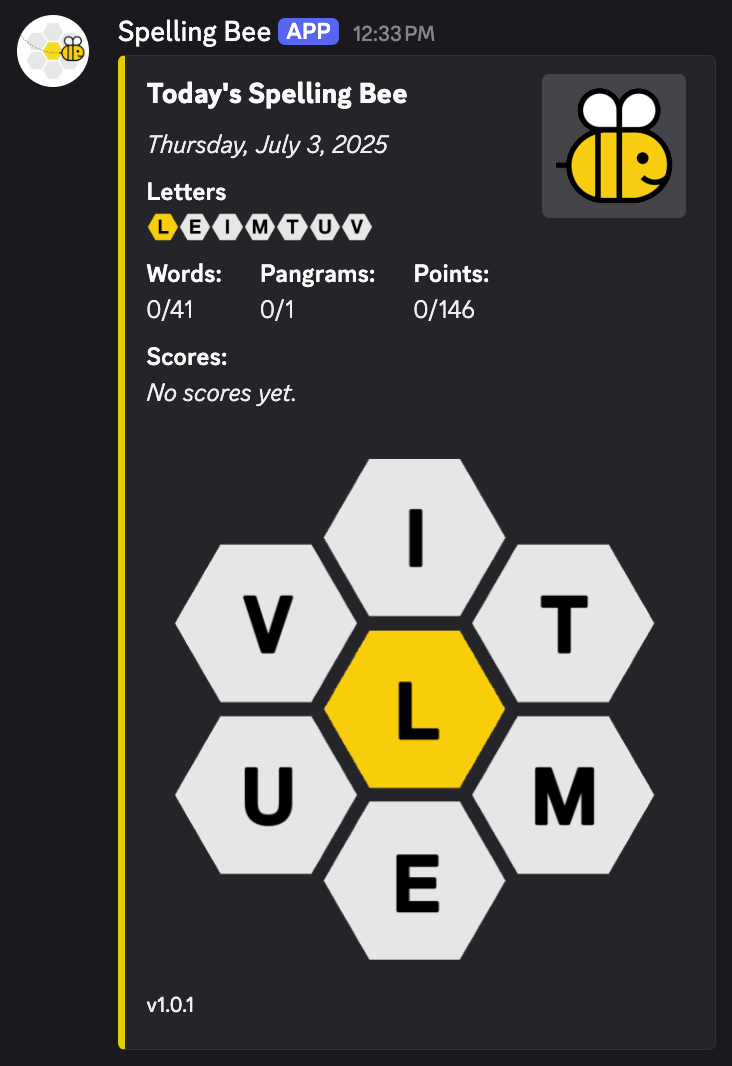 Spelling Bee APP 12:33 PM
Today's Spelling Bee
Thursday, July 3, 2025
Letters
L E I M T U V
Words: Pangrams: Points:
0/41 0/1 0/146
Scores:
No scores yet.
I
V T
L
U M
E
v1.0.1